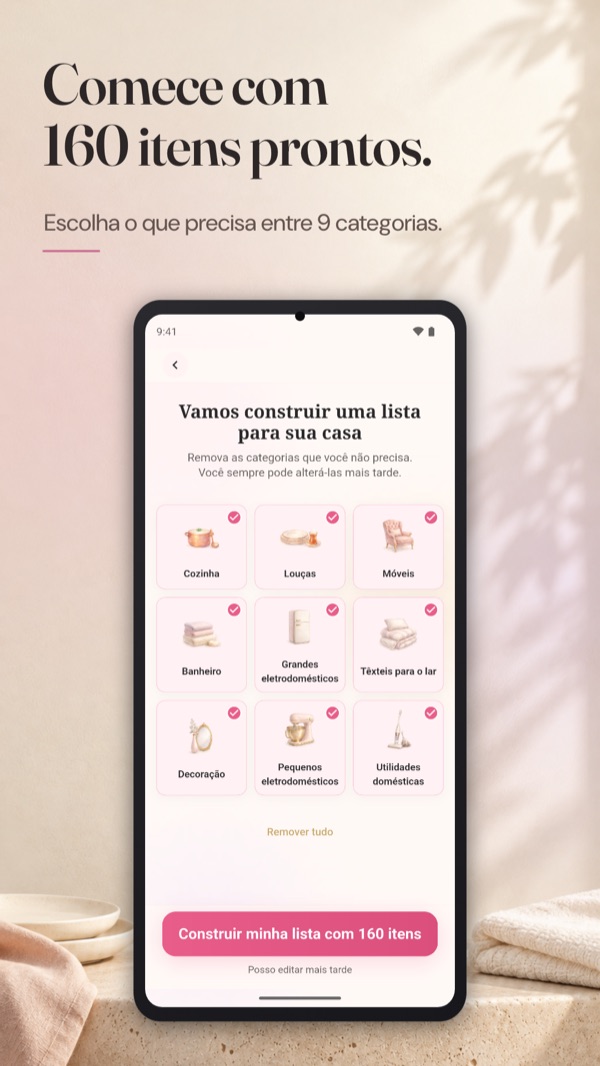 Comece com
160 itens prontos.
Escolha o que precisa entre 9 categorias.
9:41
Vamos construir uma lista
para sua casa
Remova as categorias que você não precisa.
Você sempre pode alterá-las mais tarde.
Cozinha
Louças
Móveis
Banheiro
Grandes
eletrodomésticos
Têxteis para o lar
Decoração
Pequenos
eletrodomésticos
Utilidades
domésticas
Remover tudo
Construir minha lista com 160 itens
Posso editar mais tarde